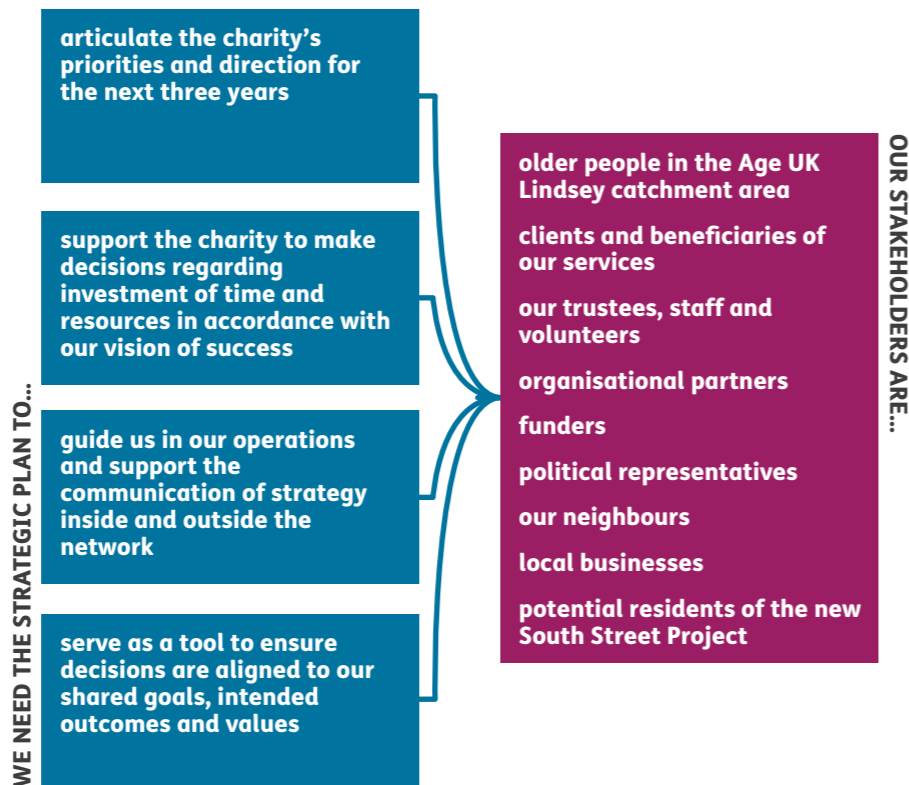 WE NEED THE STRATEGIC PLAN TO...
articulate the charity’s
priorities and direction for
the next three years
support the charity to make
decisions regarding
investment of time and
resources in accordance with
our vision of success
guide us in our operations
and support the
communication of strategy
inside and outside the
network
serve as a tool to ensure
decisions are aligned to our
shared goals, intended
outcomes and values
OUR STAKEHOLDERS ARE...
older people in the Age UK
Lindsey catchment area
clients and beneficiaries of
our services
our trustees, staff and
volunteers
organisational partners
funders
political representatives
our neighbours
local businesses
potential residents of the new
South Street Project